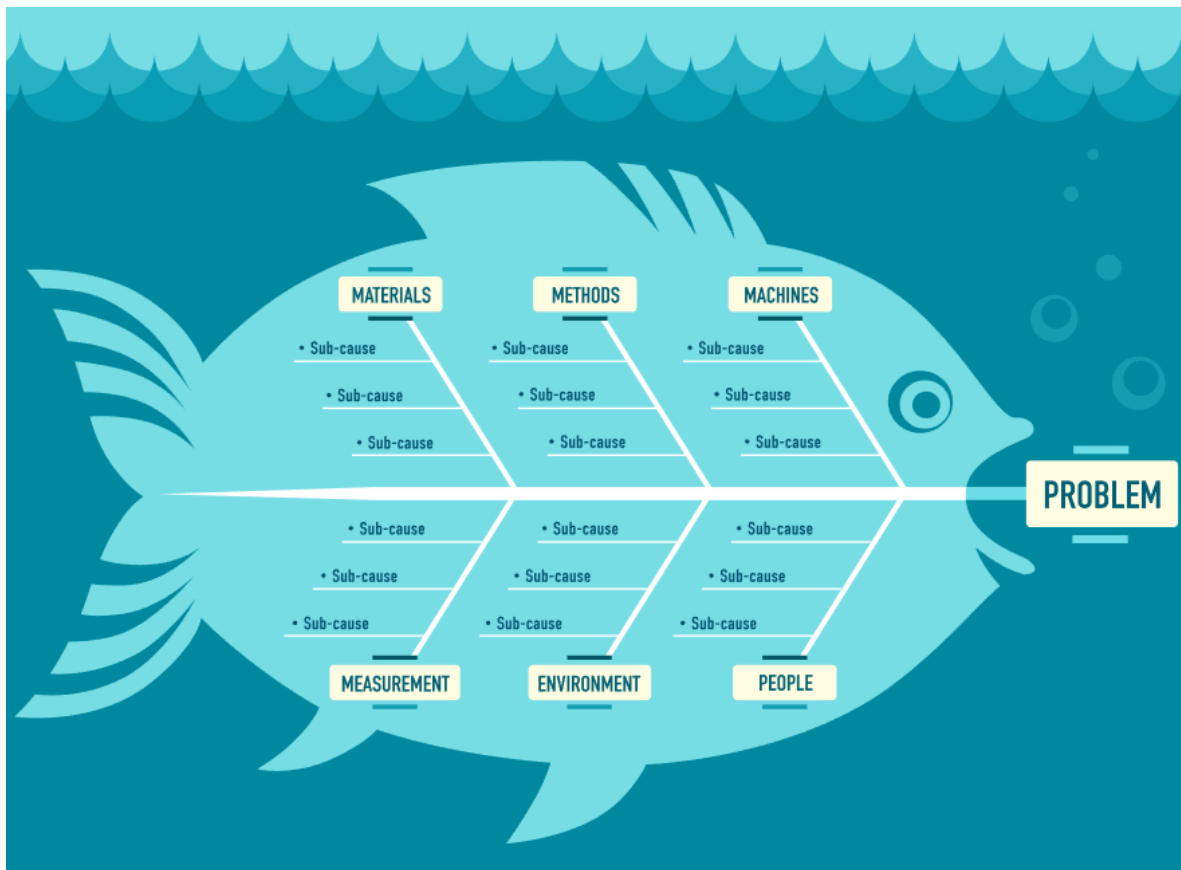 MATERIALS METHODS MACHINES
• Sub-cause • Sub-cause • Sub-cause
• Sub-cause • Sub-cause • Sub-cause
• Sub-cause • Sub-cause • Sub-cause
PROBLEM
• Sub-cause • Sub-cause • Sub-cause
• Sub-cause • Sub-cause • Sub-cause
• Sub-cause • Sub-cause • Sub-cause
MEASUREMENT ENVIRONMENT PEOPLE